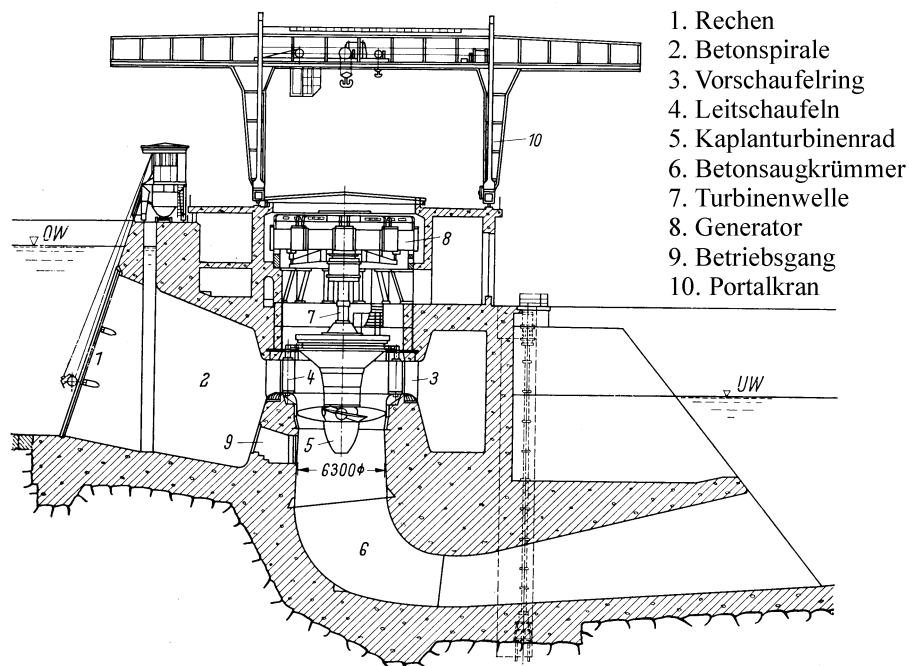 1. Rechen
2. Betonspirale
3. Vorschaufelring
4. Leitschaufeln
5. Kaplanturbinenrad
6. Betonsaugkrümmer
7. Turbinenwelle
8. Generator
9. Betriebsgang
10. Portalkran
10
OW
8
7
1
2
4
3
UW
9
5
6300⌀
6